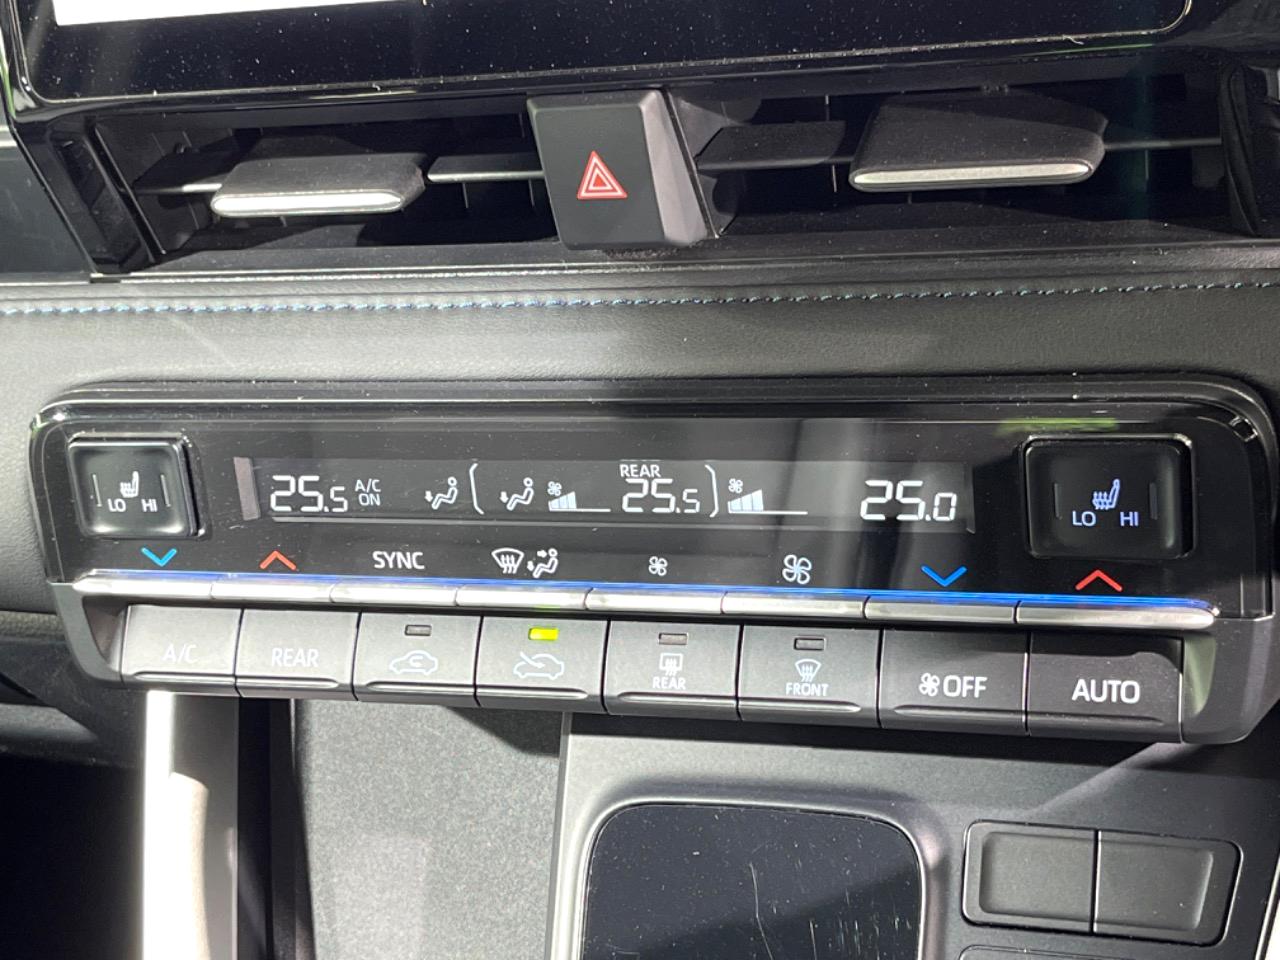 REAR
25.5 A/C ON 25.5 25.0
LO HI
LO HI
SYNC
A/C REAR REAR FRONT OFF AUTO